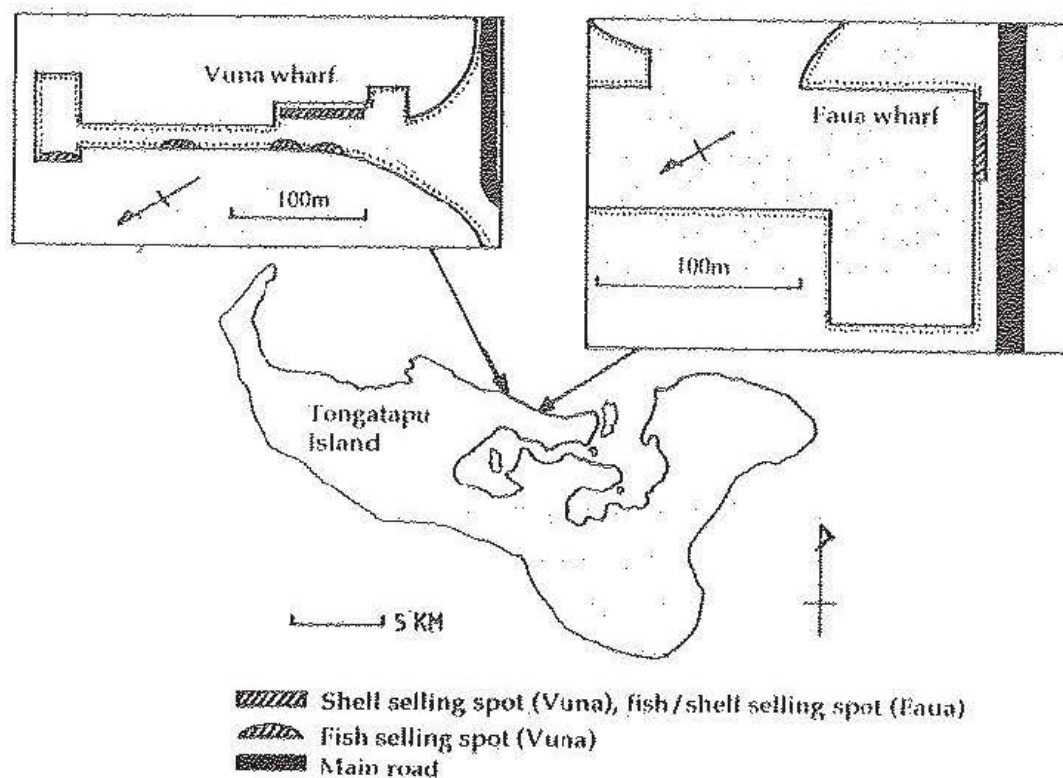 Vuna wharf
100m
Faua wharf
100m
Tongatapu
Island
5 KM
Shell selling spot (Vuna), fish/shell selling spot (Faua)
Fish selling spot (Vuna)
Main road